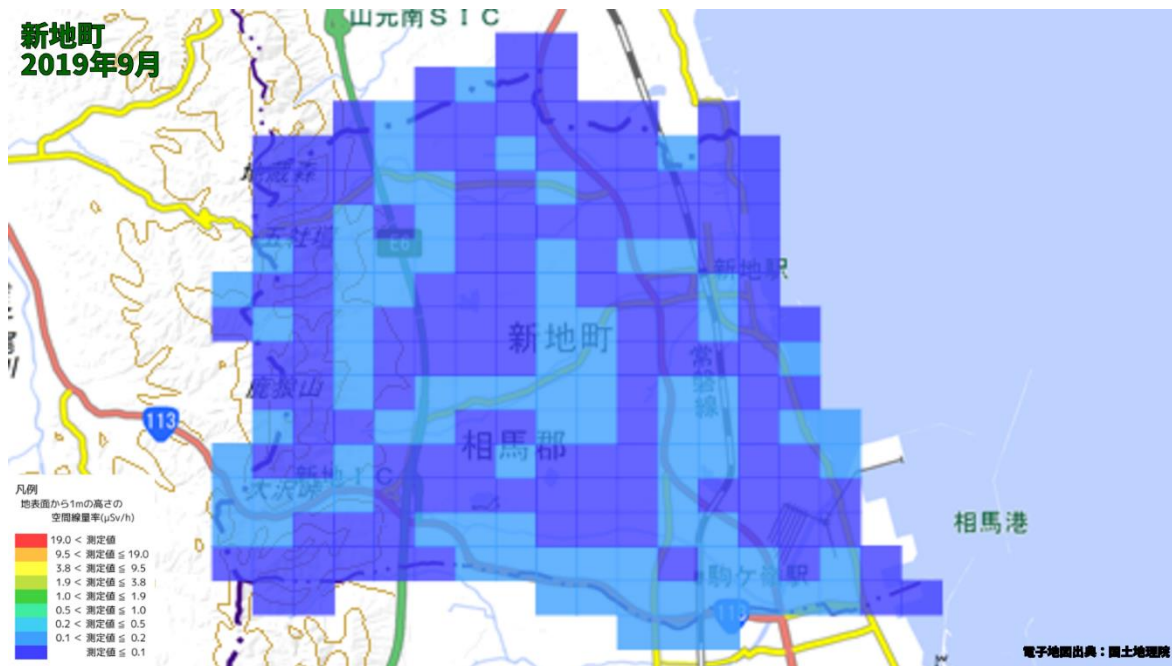 新地町
2019年9月
山元南SIC
地蔵森
五社壇
E6
新地駅
新地町
常磐線
鹿狼山
113
相馬郡
新地IC
大沢峠
相馬港
駒ケ嶺駅
113
凡例
地表面から1mの高さの
空間線量率(μSv/h)
19.0 < 測定値
9.5 < 測定値 ≦ 19.0
3.8 < 測定値 ≦ 9.5
1.9 < 測定値 ≦ 3.8
1.0 < 測定値 ≦ 1.9
0.5 < 測定値 ≦ 1.0
0.2 < 測定値 ≦ 0.5
0.1 < 測定値 ≦ 0.2
測定値 ≦ 0.1
電子地図出典：国土地理院